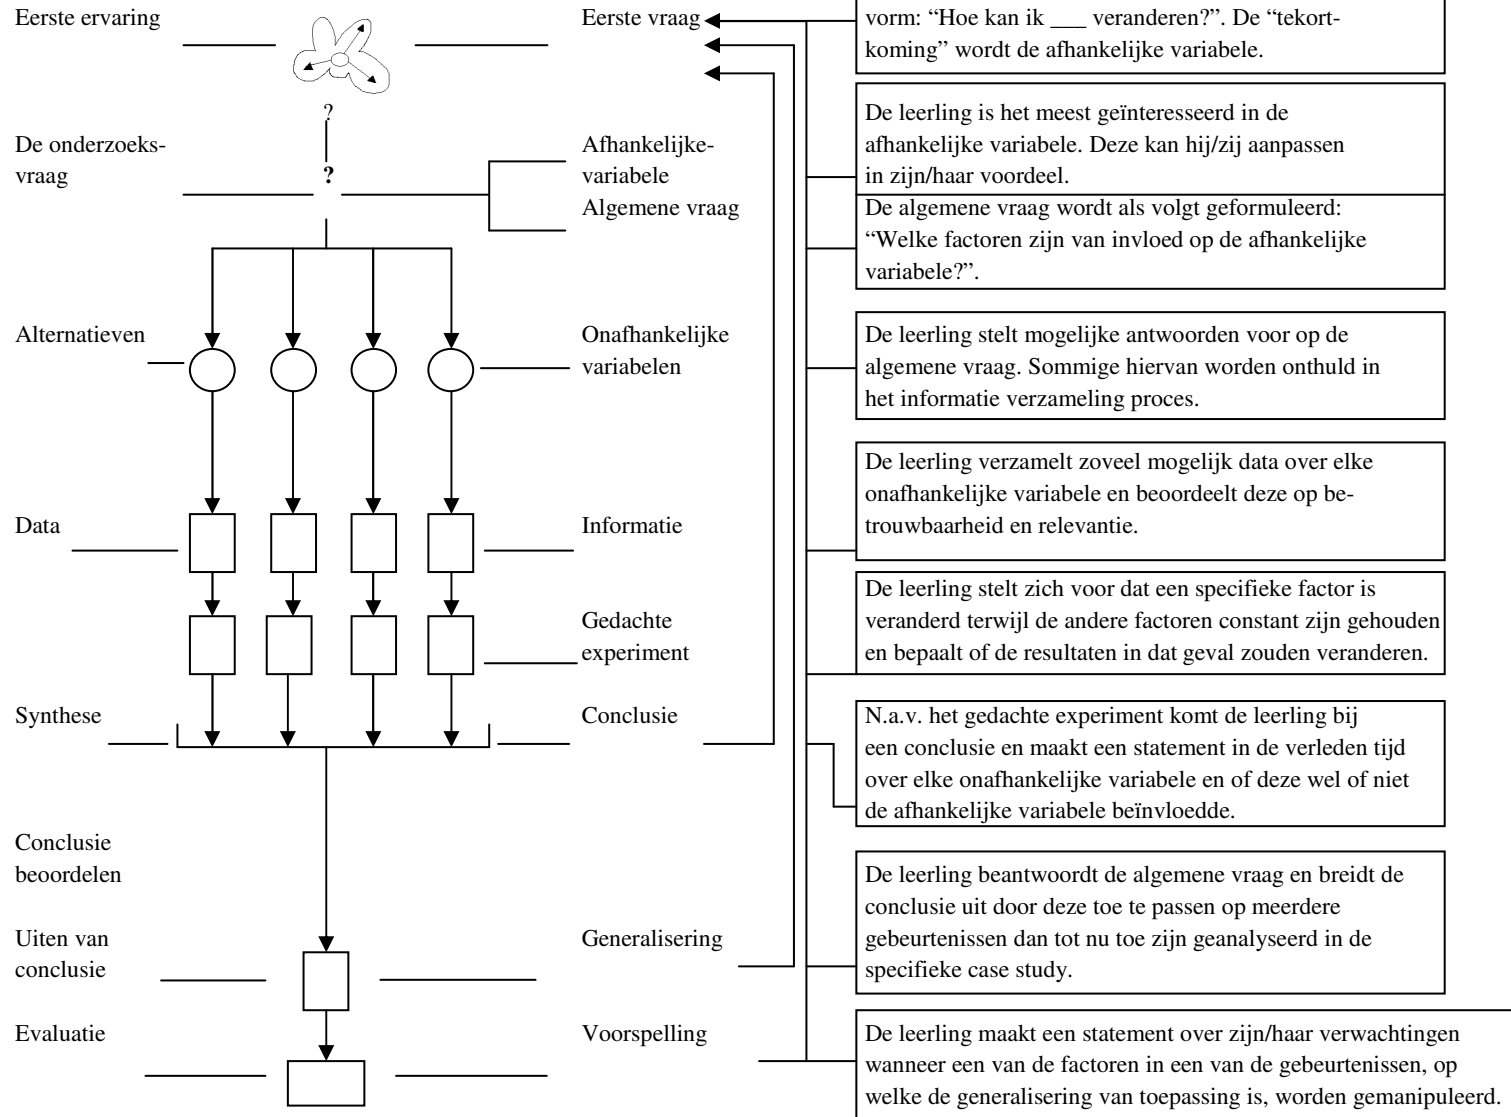 Eerste ervaring
?
De onderzoeks-
vraag
?
Alternatieven
Data
Synthese
Conclusie
beoordelen
Uiten van
conclusie
Evaluatie
Eerste vraag
Afhankelijke-
variabele
Algemene vraag
Onafhankelijke
variabelen
Informatie
Gedachte
experiment
Conclusie
Generalisering
Voorspelling
vorm: “Hoe kan ik ___ veranderen?”. De “tekort-
koming” wordt de afhankelijke variabele.
De leerling is het meest geïnteresseerd in de
afhankelijke variabele. Deze kan hij/zij aanpassen
in zijn/haar voordeel.
De algemene vraag wordt als volgt geformuleerd:
“Welke factoren zijn van invloed op de afhankelijke
variabele?”.
De leerling stelt mogelijke antwoorden voor op de
algemene vraag. Sommige hiervan worden onthuld in
het informatie verzameling proces.
De leerling verzamelt zoveel mogelijk data over elke
onafhankelijke variabele en beoordeelt deze op be-
trouwbaarheid en relevantie.
De leerling stelt zich voor dat een specifieke factor is
veranderd terwijl de andere factoren constant zijn gehouden
en bepaalt of de resultaten in dat geval zouden veranderen.
N.a.v. het gedachte experiment komt de leerling bij
een conclusie en maakt een statement in de verleden tijd
over elke onafhankelijke variabele en of deze wel of niet
de afhankelijke variabele beïnvloedde.
De leerling beantwoordt de algemene vraag en breidt de
conclusie uit door deze toe te passen op meerdere
gebeurtenissen dan tot nu toe zijn geanalyseerd in de
specifieke case study.
De leerling maakt een statement over zijn/haar verwachtingen
wanneer een van de factoren in een van de gebeurtenissen, op
welke de generalisering van toepassing is, worden gemanipuleerd.